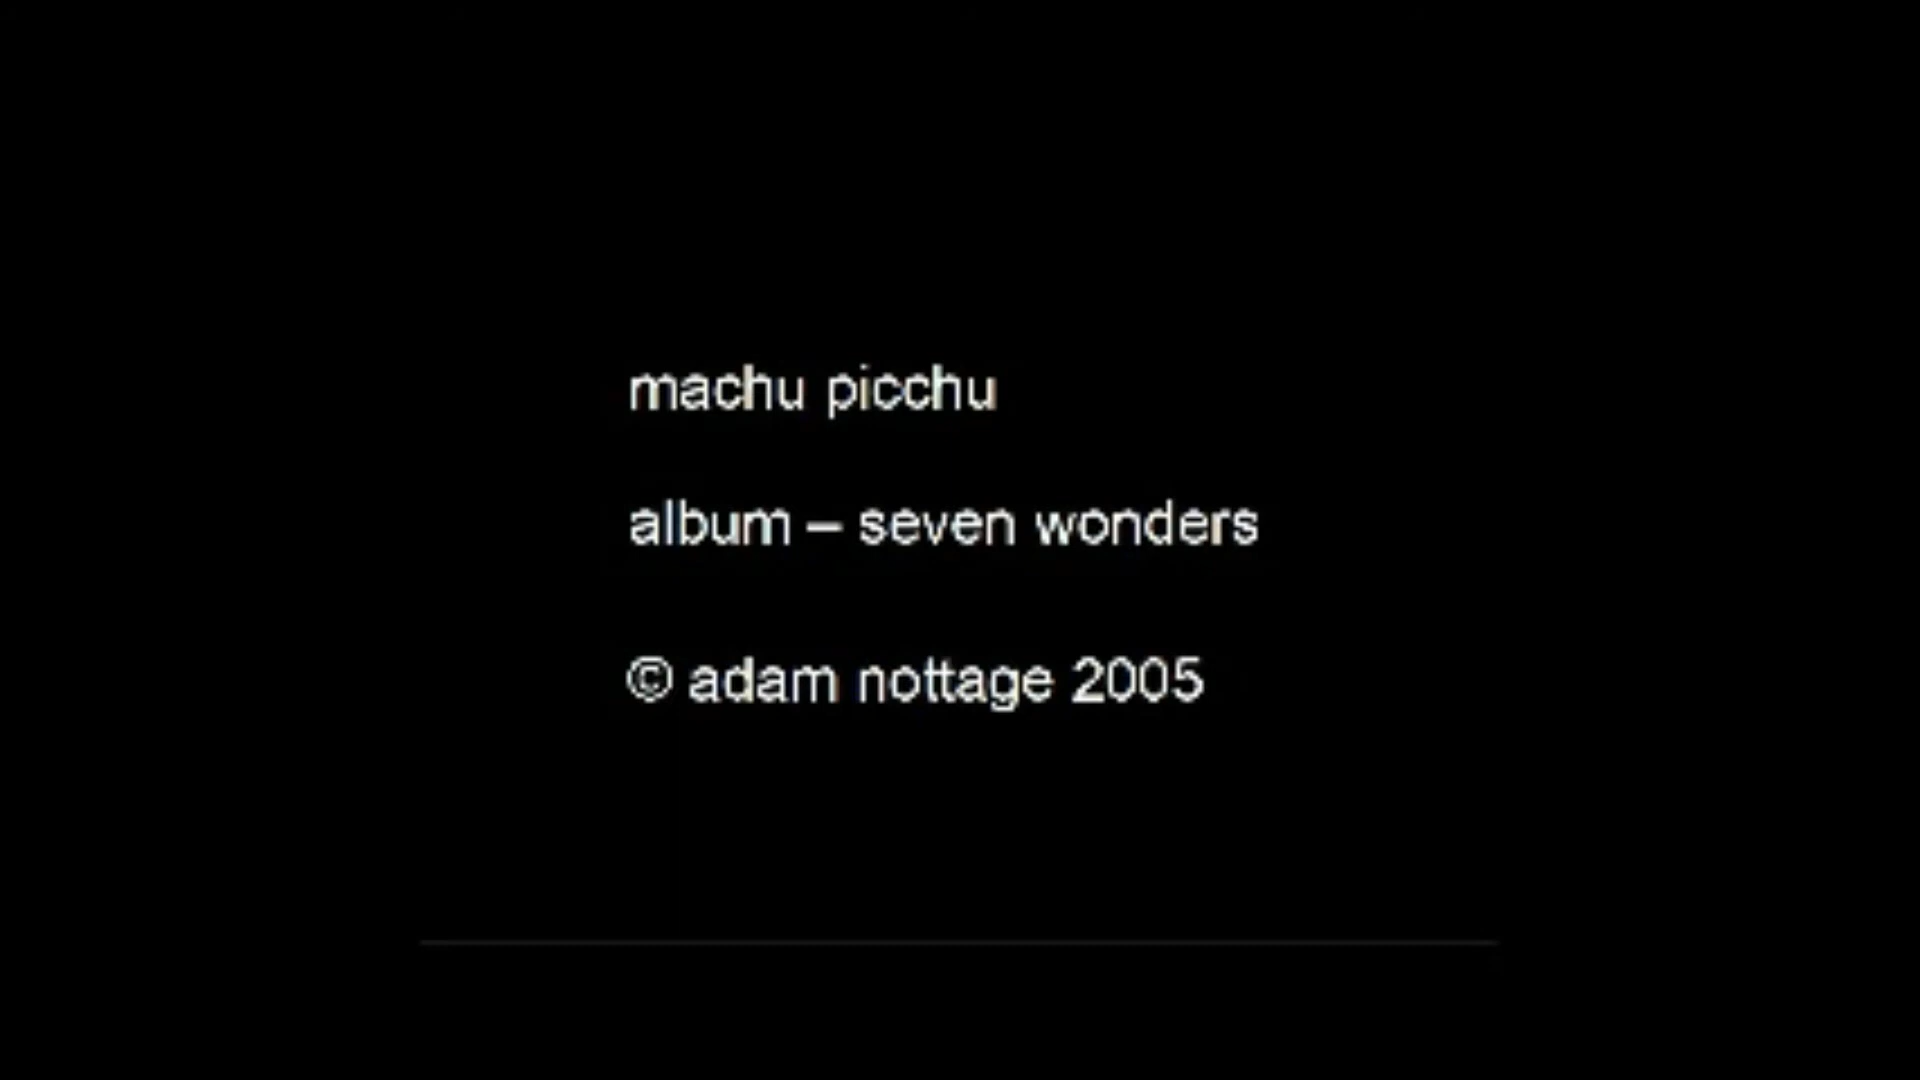 machu picchu
album – seven wonders
© adam nottage 2005